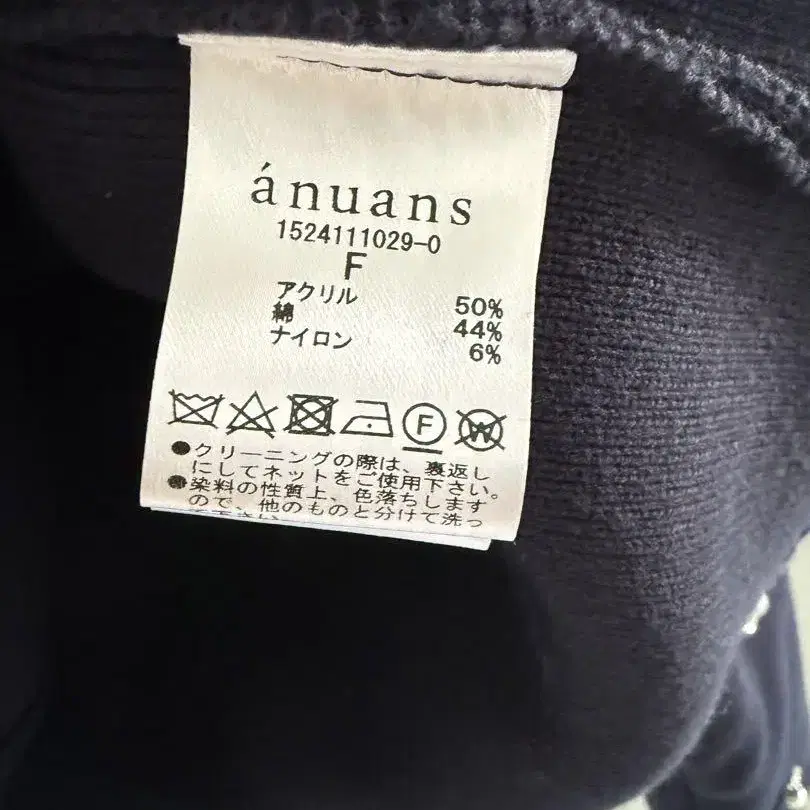 ánuans
1524111029-0
F
アクリル 50%
綿 44%
ナイロン 6%
F W
●クリーニングの際は、裏返し
にしてネットをご使用下さい。
●染料の性質上、色落ちします
ので、他のものと分けて洗っ